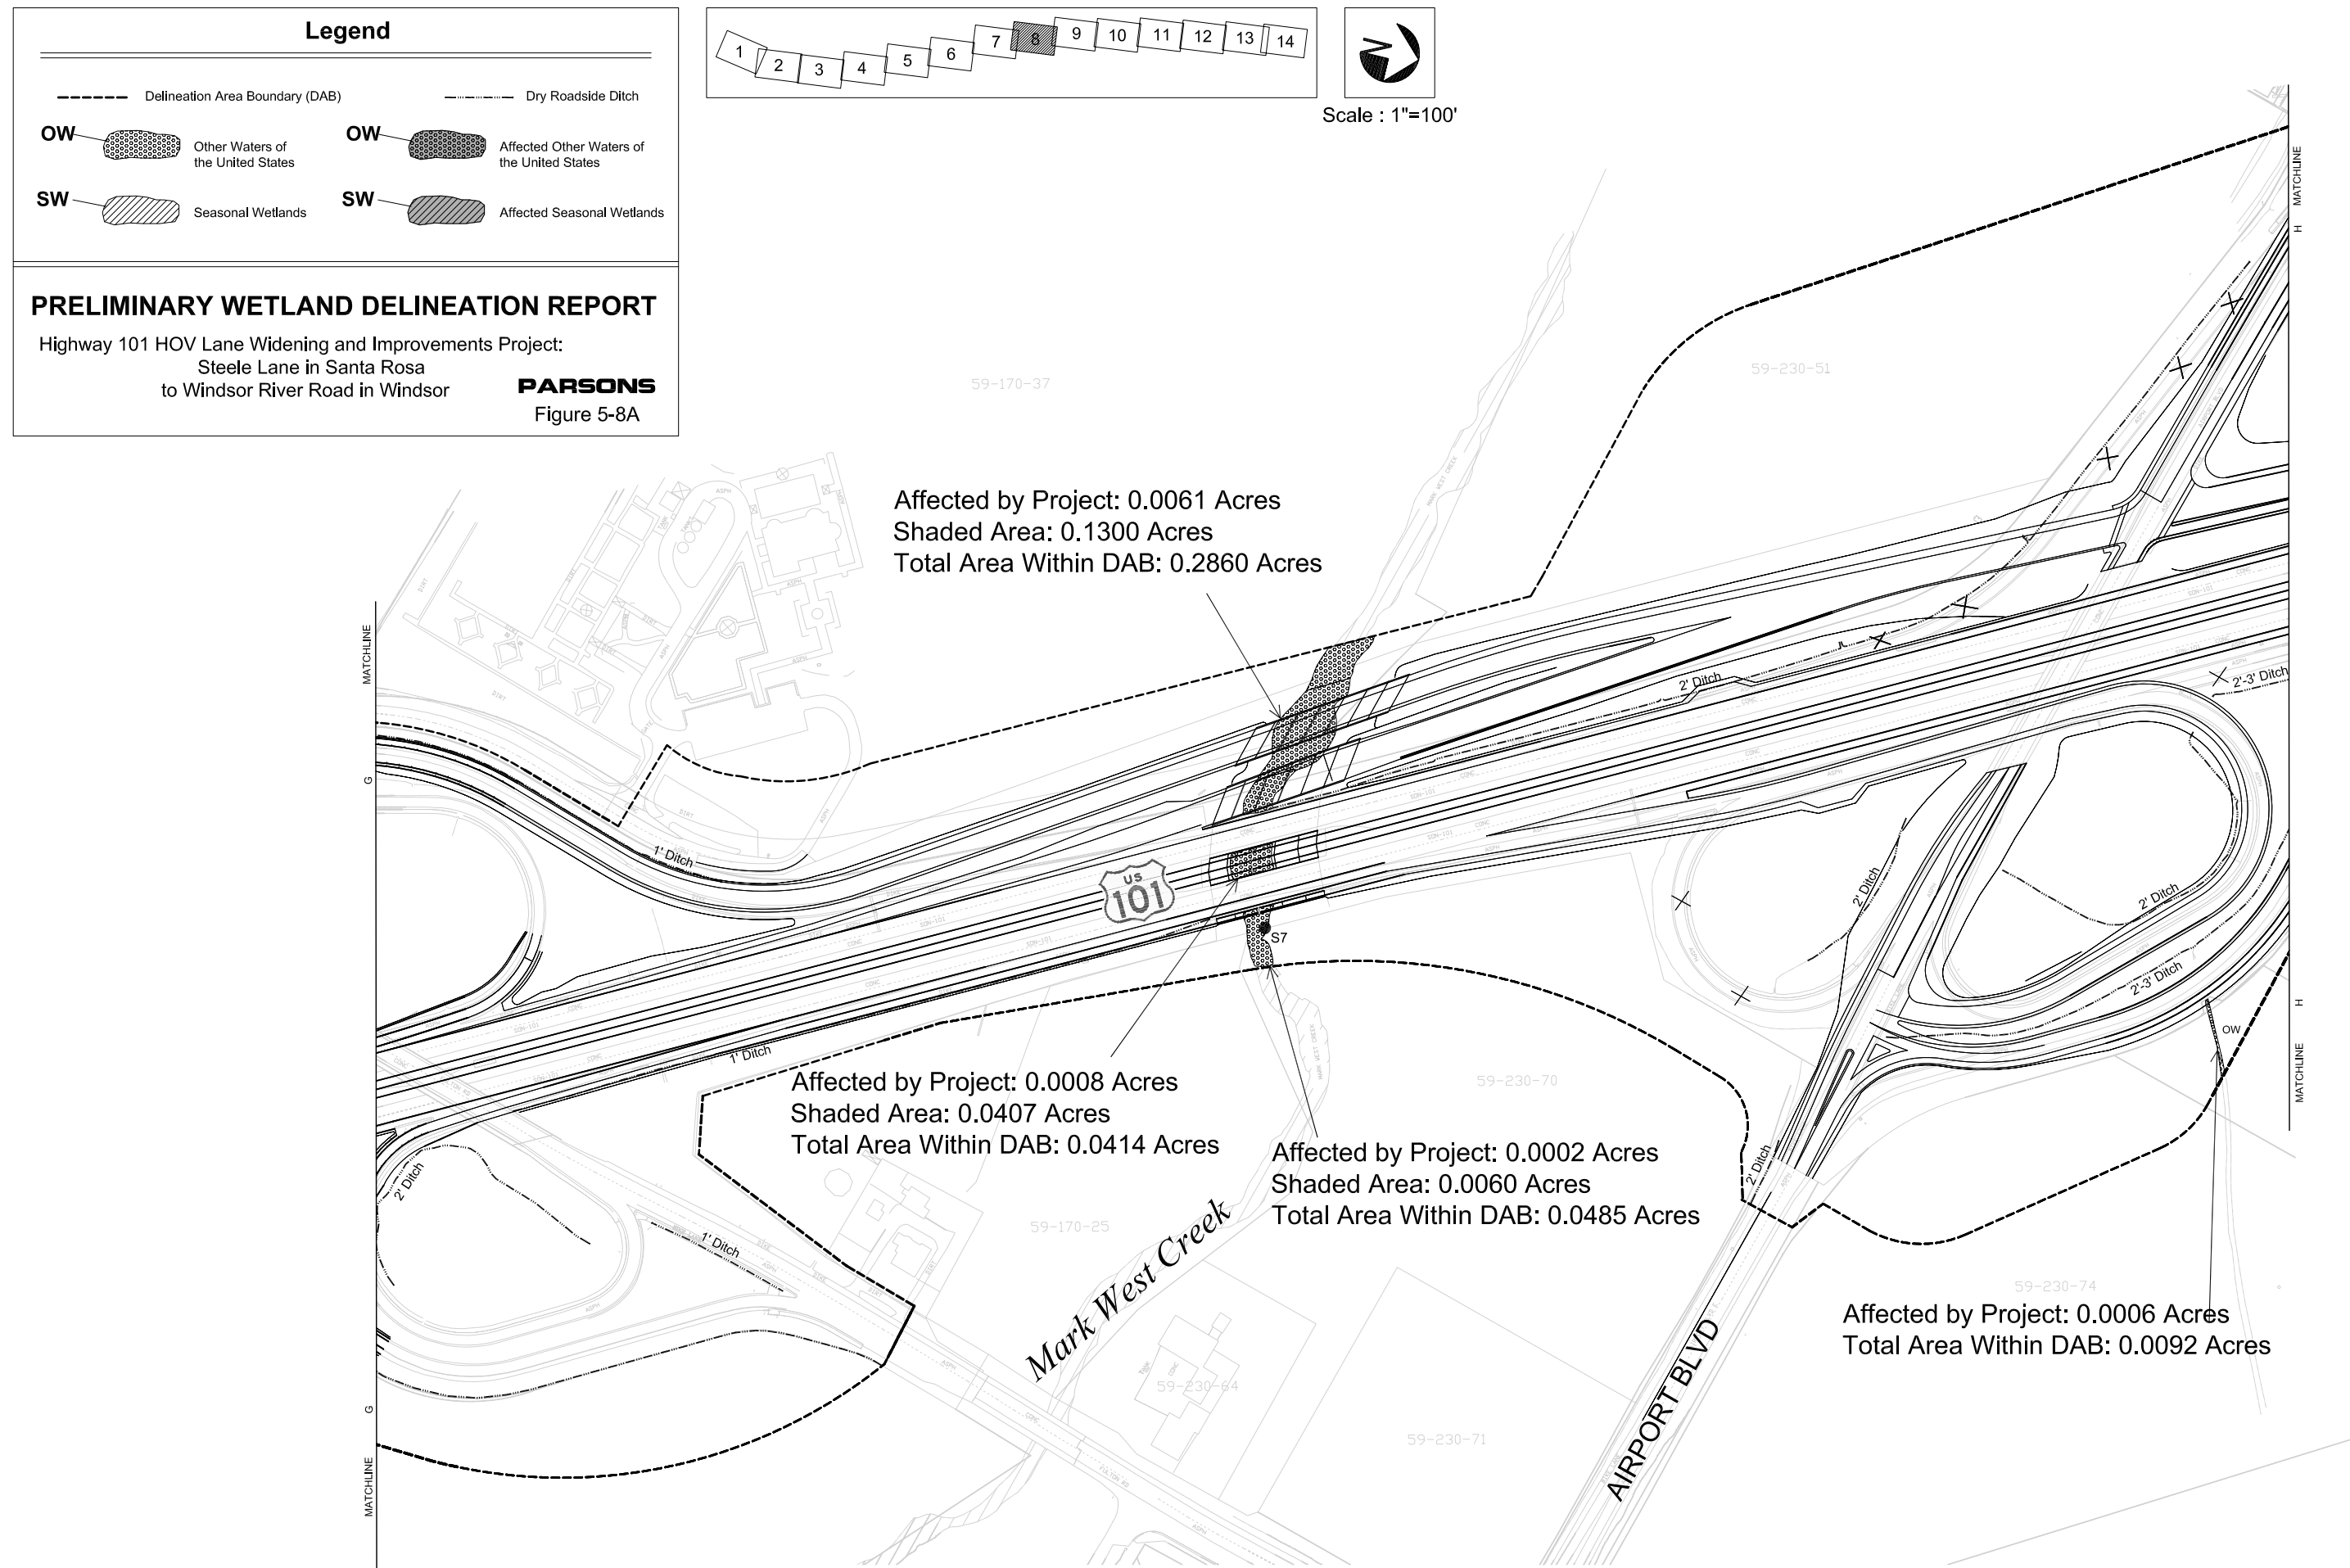 Legend
Delineation Area Boundary (DAB)
Dry Roadside Ditch
OW
Other Waters of
the United States
OW
Affected Other Waters of
the United States
SW
Seasonal Wetlands
SW
Affected Seasonal Wetlands
PRELIMINARY WETLAND DELINEATION REPORT
Highway 101 HOV Lane Widening and Improvements Project:
Steele Lane in Santa Rosa
to Windsor River Road in Windsor
PARSONS
Figure 5-8A
1 2 3 4 5 6 7 8 9 10 11 12 13 14
N
Scale : 1"=100'
MATCHLINE
H
59-170-37
59-230-51
MARK WEST CREEK
Affected by Project: 0.0061 Acres
Shaded Area: 0.1300 Acres
Total Area Within DAB: 0.2860 Acres
MATCHLINE
G
2' Ditch
2'-3' Ditch
1' Ditch
US
101
S7
2' Ditch
2' Ditch
2'-3' Ditch
OW
H
MATCHLINE
1' Ditch
MARK WEST CREEK
59-230-70
Affected by Project: 0.0008 Acres
Shaded Area: 0.0407 Acres
Total Area Within DAB: 0.0414 Acres
Affected by Project: 0.0002 Acres
Shaded Area: 0.0060 Acres
Total Area Within DAB: 0.0485 Acres
2' Ditch
2' Ditch
1' Ditch
59-170-25
Mark West Creek
59-230-74
Affected by Project: 0.0006 Acres
Total Area Within DAB: 0.0092 Acres
59-230-64
59-230-71
AIRPORT BLVD
FULTON RD
G
MATCHLINE